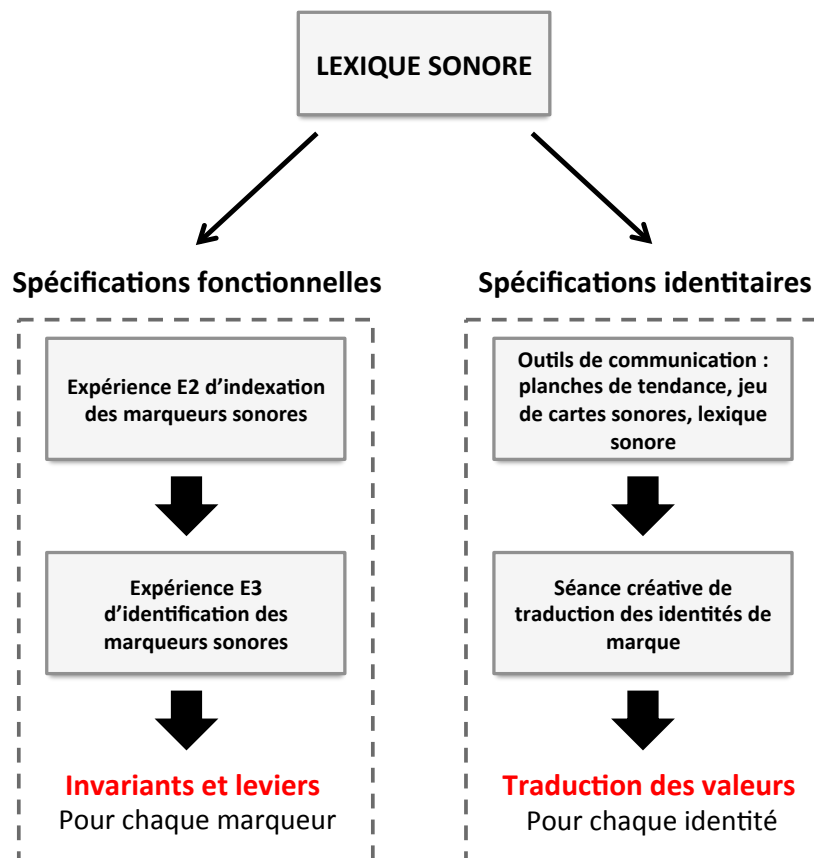 LEXIQUE SONORE
Spécifications fonctionnelles
Expérience E2 d’indexation
des marqueurs sonores
Expérience E3
d’identification des
marqueurs sonores
Invariants et leviers
Pour chaque marqueur
Spécifications identitaires
Outils de communication :
planches de tendance, jeu
de cartes sonores, lexique
sonore
Séance créative de
traduction des identités de
marque
Traduction des valeurs
Pour chaque identité